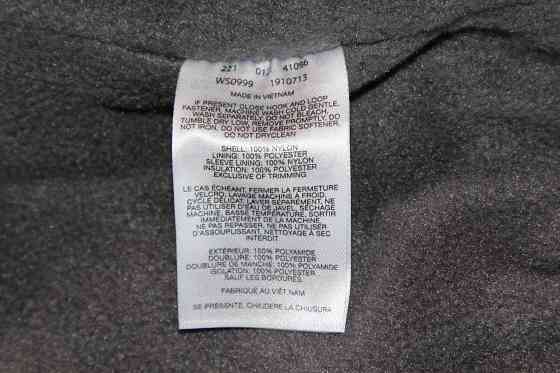 221 01 41086
WS0999 1910713
MADE IN VIETNAM
IF PRESENT CLOSE HOOK AND LOOP
FASTENER, MACHINE WASH COLD GENTLE,
WASH SEPARATELY, DO NOT BLEACH,
TUMBLE DRY LOW, REMOVE PROMPTLY, DO
NOT IRON, DO NOT USE FABRIC SOFTENER,
DO NOT DRYCLEAN
SHELL: 100% NYLON
LINING: 100% POLYESTER
SLEEVE LINING: 100% NYLON
INSULATION: 100% POLYESTER
EXCLUSIVE OF TRIMMING
LE CAS ÉCHÉANT, FERMER LA FERMETURE
VELCRO, LAVAGE MACHINE À FROID,
CYCLE DÉLICAT, LAVER SÉPARÉMENT, NE
PAS UTILISER D'EAU DE JAVEL, SÉCHAGE
MACHINE, BASSE TEMPÉRATURE, SORTIR
IMMÉDIATEMENT DE LA MACHINE,
NE PAS REPASSER, NE PAS UTILISER
D'ASSOUPLISSANT, NETTOYAGE À SEC
INTERDIT
EXTÉRIEUR: 100% POLYAMIDE
DOUBLURE: 100% POLYESTER
DOUBLURE DE MANCHE: 100% POLYAMIDE
ISOLATION: 100% POLYESTER
SAUF LES BORDURES
FABRIQUÉ AU VIÊT NAM
SE PRESENTE, CHIUDERE LA CHIUSURA